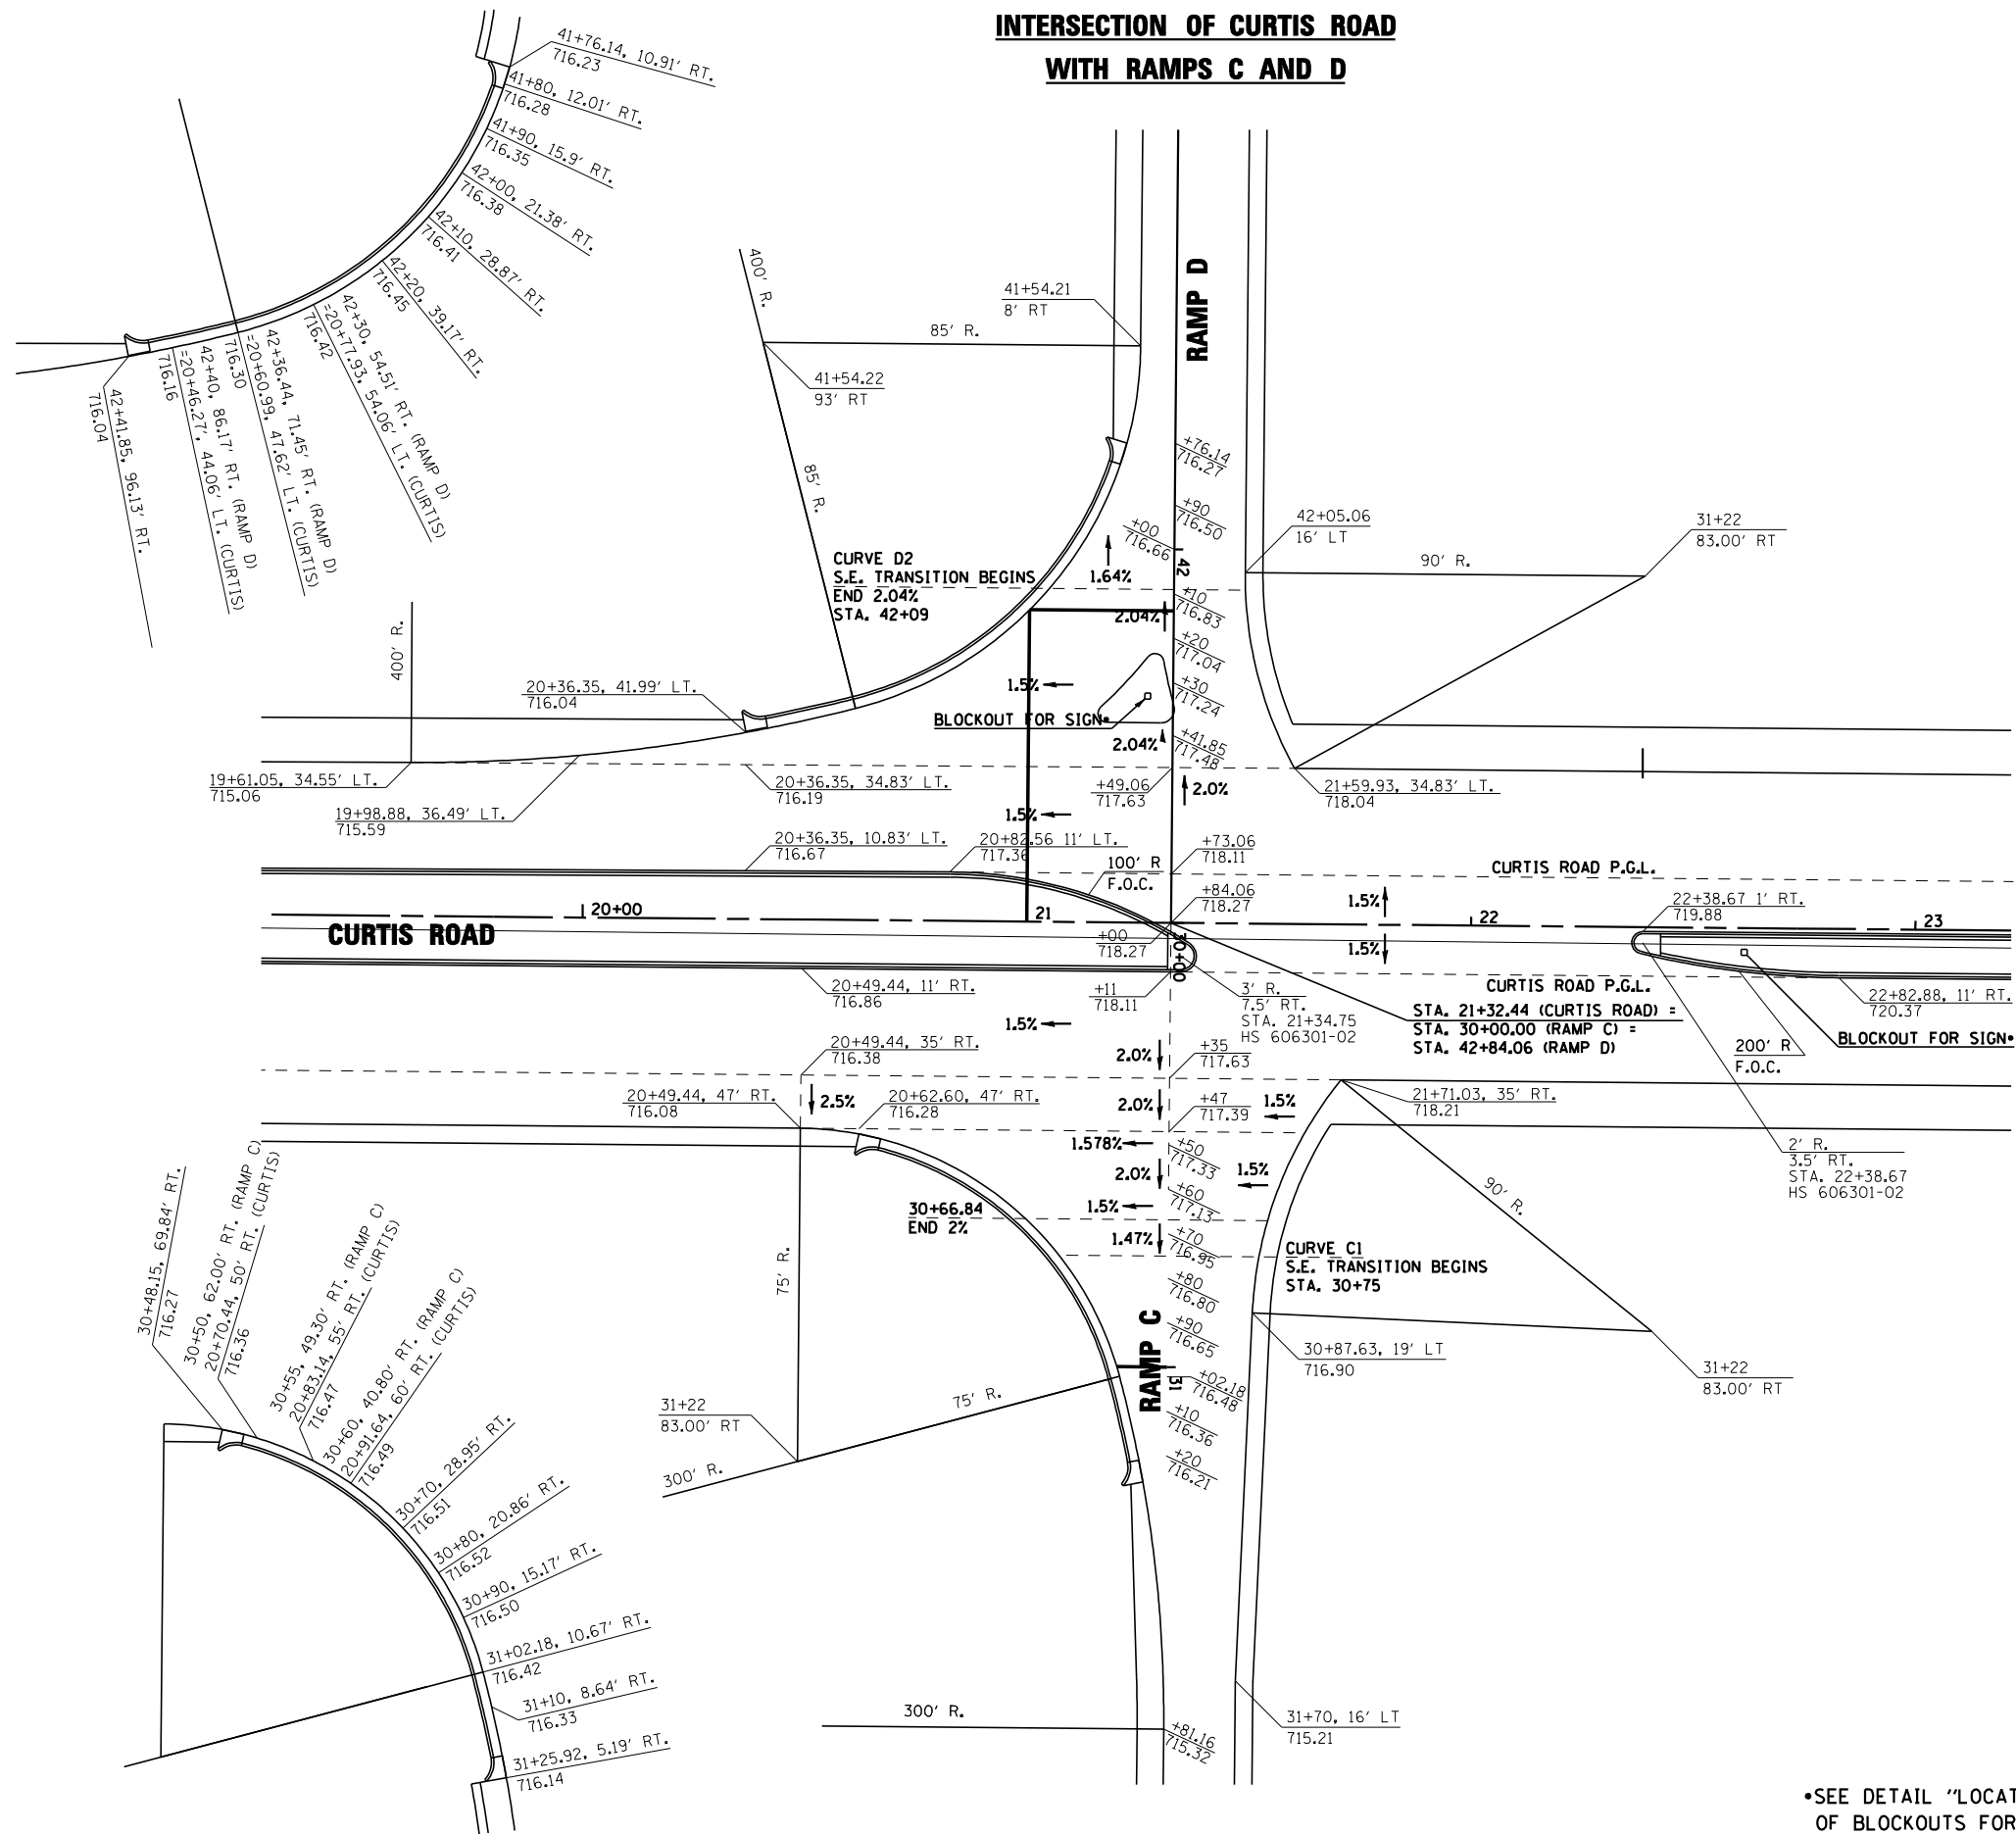 INTERSECTION OF CURTIS ROAD
WITH RAMPS C AND D
41+76.14, 10.91' RT.
716.23
41+80, 12.01' RT.
716.28
41+90, 15.9' RT.
716.35
42+00, 21.38' RT.
716.38
42+10, 28.87' RT.
716.41
42+20, 39.17' RT.
716.45
42+30, 54.51' RT. (RAMP D)
=20+77.93, 54.06' LT. (CURTIS)
716.42
42+36.44, 71.45' RT. (RAMP D)
=20+60.99, 47.62' LT. (CURTIS)
716.30
42+40, 86.17' RT. (RAMP D)
=20+46.27', 44.06' LT. (CURTIS)
716.16
42+41.85, 96.13' RT.
716.04
400' R.
85' R.
41+54.21
8' RT
41+54.22
93' RT
85' R.
RAMP D
+76.14
716.27
+90
716.50
+00
716.66
42
1.64%
CURVE D2
S.E. TRANSITION BEGINS
END 2.04%
STA. 42+09
42+05.06
16' LT
90' R.
31+22
83.00' RT
+10
716.83
2.04%
+20
717.04
+30
717.24
1.5%
BLOCKOUT FOR SIGN•
2.04%
+41.85
717.48
400' R.
20+36.35, 41.99' LT.
716.04
19+61.05, 34.55' LT.
715.06
19+98.88, 36.49' LT.
715.59
20+36.35, 34.83' LT.
716.19
+49.06
717.63
2.0%
21+59.93, 34.83' LT.
718.04
1.5%
20+36.35, 10.83' LT.
716.67
20+82.56 11' LT.
717.36
100' R
F.O.C.
+73.06
718.11
CURTIS ROAD P.G.L.
+84.06
718.27
1.5%
22+38.67 1' RT.
719.88
20+00
21
22
23
CURTIS ROAD
+00
718.27
30+00
1.5%
20+49.44, 11' RT.
716.86
+11
718.11
3' R.
7.5' RT.
STA. 21+34.75
HS 606301-02
CURTIS ROAD P.G.L.
STA. 21+32.44 (CURTIS ROAD) =
STA. 30+00.00 (RAMP C) =
STA. 42+84.06 (RAMP D)
22+82.88, 11' RT.
720.37
200' R
F.O.C.
BLOCKOUT FOR SIGN•
1.5%
20+49.44, 35' RT.
716.38
2.0%
+35
717.63
20+49.44, 47' RT.
716.08
2.5%
20+62.60, 47' RT.
716.28
2.0%
+47
717.39
1.5%
21+71.03, 35' RT.
718.21
1.578%
+50
717.33
2.0%
1.5%
2' R.
3.5' RT.
STA. 22+38.67
HS 606301-02
90' R.
+60
717.13
1.5%
30+66.84
END 2%
1.47%
+70
716.95
CURVE C1
S.E. TRANSITION BEGINS
STA. 30+75
75' R.
+80
716.80
+90
716.65
RAMP C
31
+02.18
716.48
30+87.63, 19' LT
716.90
31+22
83.00' RT
31+22
83.00' RT
75' R.
300' R.
+10
716.36
+20
716.21
30+48.15, 69.84' RT.
716.27
30+50, 62.00' RT. (RAMP C)
20+70.44, 50' RT. (CURTIS)
716.36
30+55, 49.30' RT. (RAMP C)
20+83.14, 55' RT. (CURTIS)
716.47
30+60, 40.80' RT. (RAMP C)
20+91.64, 60' RT. (CURTIS)
716.49
30+70, 28.95' RT.
716.51
30+80, 20.86' RT.
716.52
30+90, 15.17' RT.
716.50
31+02.18, 10.67' RT.
716.42
31+10, 8.64' RT.
716.33
31+25.92, 5.19' RT.
716.14
300' R.
+81.16
715.32
31+70, 16' LT
715.21
•SEE DETAIL "LOCAT
OF BLOCKOUTS FOR